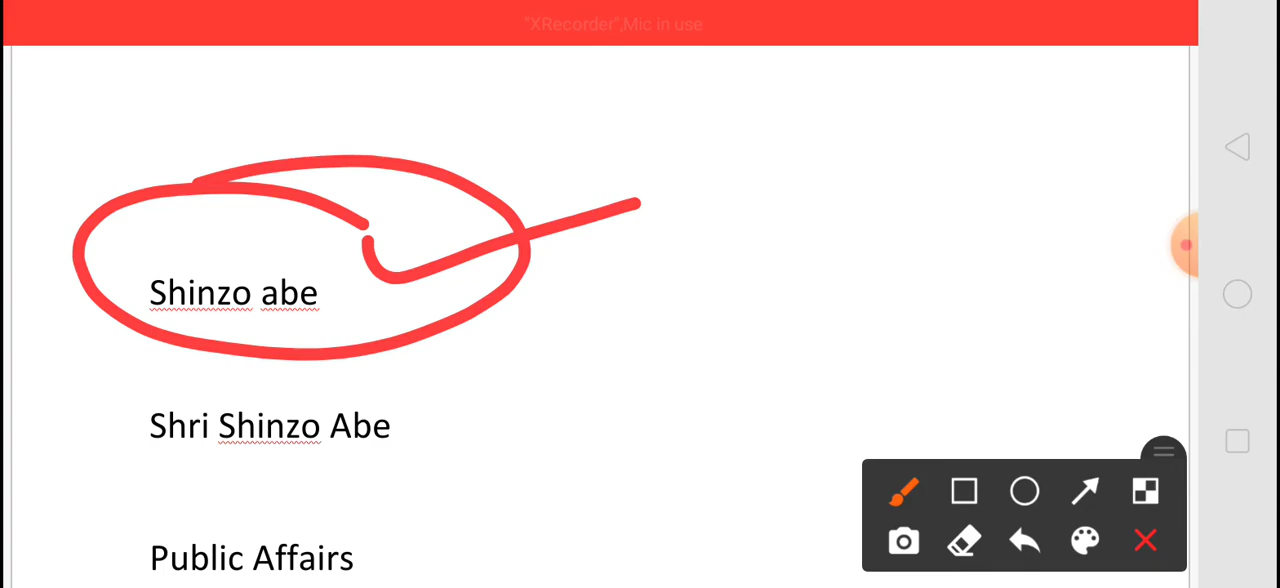 "XRecorder",Mic in use
Shinzo abe
Shri Shinzo Abe
Public Affairs